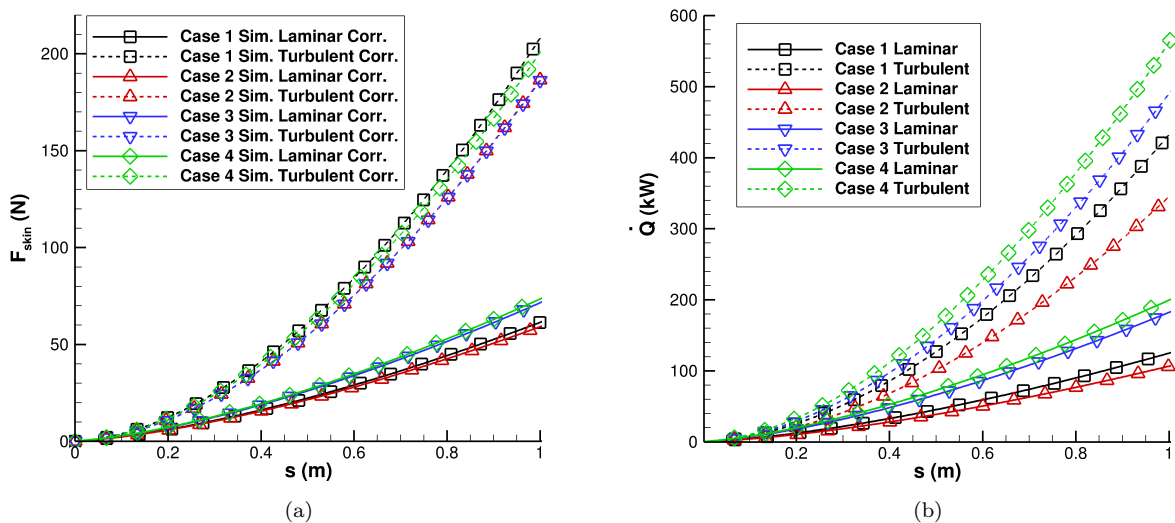 Case 1 Sim. Laminar Corr.
Case 1 Sim. Turbulent Corr.
Case 2 Sim. Laminar Corr.
Case 2 Sim. Turbulent Corr.
Case 3 Sim. Laminar Corr.
Case 3 Sim. Turbulent Corr.
Case 4 Sim. Laminar Corr.
Case 4 Sim. Turbulent Corr.
F_skin (N)
200
150
100
50
0
0 0.2 0.4 0.6 0.8 1
s (m)
(a)
Case 1 Laminar
Case 1 Turbulent
Case 2 Laminar
Case 2 Turbulent
Case 3 Laminar
Case 3 Turbulent
Case 4 Laminar
Case 4 Turbulent
Q̇ (kW)
600
500
400
300
200
100
0
0.2 0.4 0.6 0.8 1
s (m)
(b)